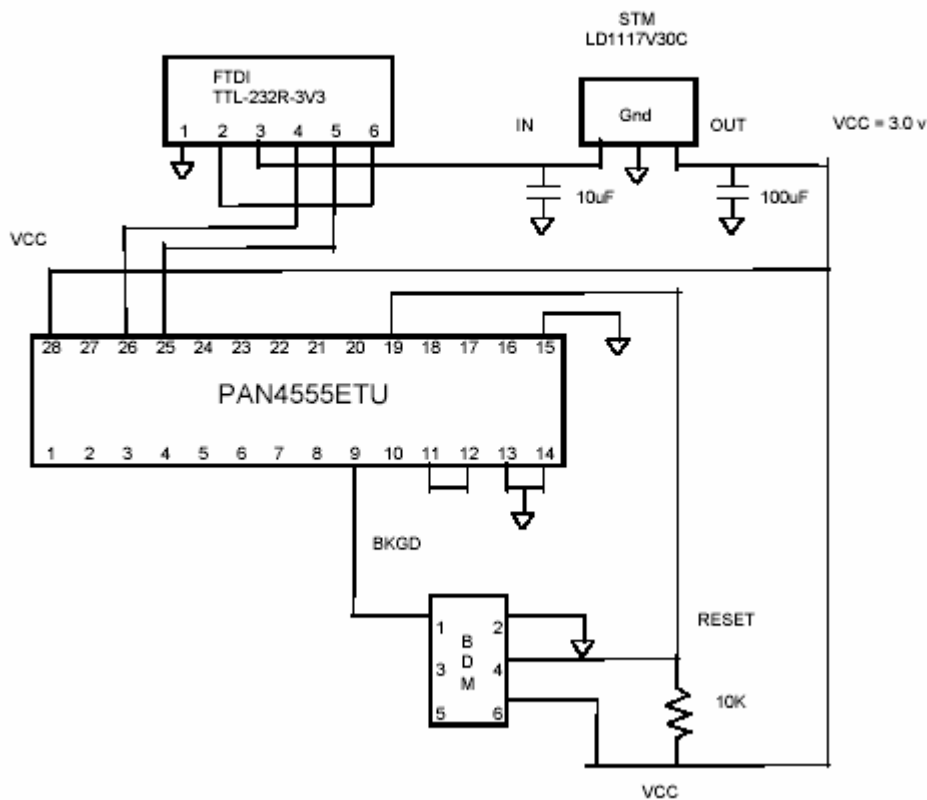 STM
LD1117V30C
FTDI
TTL-232R-3V3
1 2 3 4 5 6
IN
Gnd
OUT
VCC = 3.0 v
10uF
100uF
VCC
28 27 26 25 24 23 22 21 20 19 18 17 16 15
PAN4555ETU
1 2 3 4 5 6 7 8 9 10 11 12 13 14
BKGD
1 2
B
D
M
3 4
5 6
RESET
10K
VCC